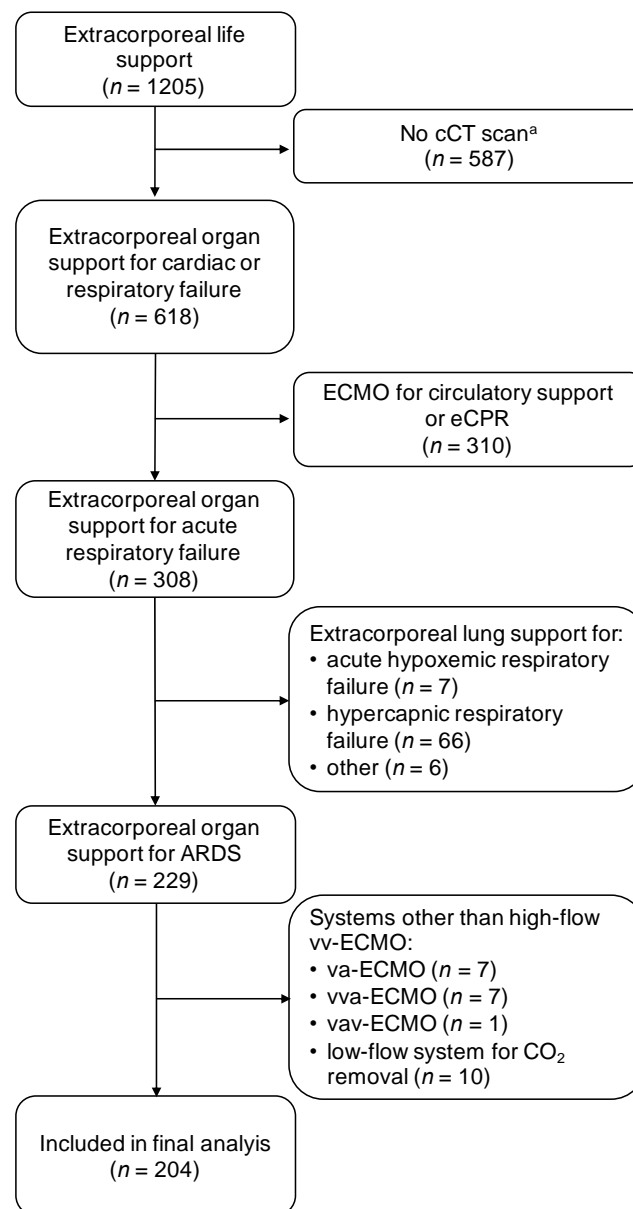 Extracorporeal life
support
(n = 1205)
No cCT scanᵃ
(n = 587)
Extracorporeal organ
support for cardiac or
respiratory failure
(n = 618)
ECMO for circulatory support
or eCPR
(n = 310)
Extracorporeal organ
support for acute
respiratory failure
(n = 308)
Extracorporeal lung support for:
• acute hypoxemic respiratory
failure (n = 7)
• hypercapnic respiratory
failure (n = 66)
• other (n = 6)
Extracorporeal organ
support for ARDS
(n = 229)
Systems other than high-flow
vv-ECMO:
• va-ECMO (n = 7)
• vva-ECMO (n = 7)
• vav-ECMO (n = 1)
• low-flow system for CO₂
removal (n = 10)
Included in final analyis
(n = 204)